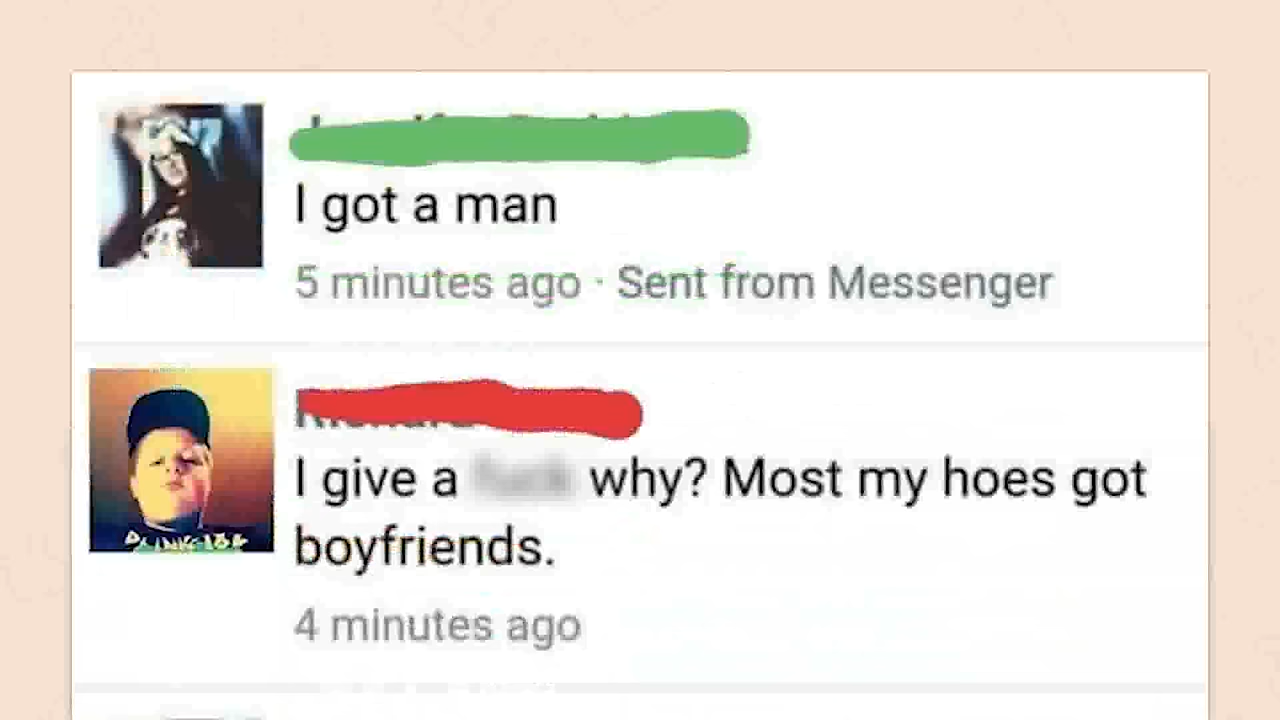 I got a man
5 minutes ago · Sent from Messenger
I give a why? Most my hoes got
boyfriends.
4 minutes ago